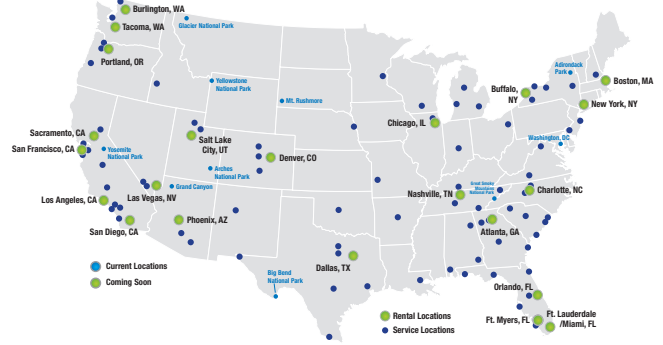 Burlington, WA
Tacoma, WA
Glacier National Park
Portland, OR
Yellowstone
National Park
Mt. Rushmore
Adirondack
Park
Boston, MA
Buffalo,
NY
New York, NY
Chicago, IL
Sacramento, CA
San Francisco, CA
Yosemite
National Park
Salt Lake
City, UT
Denver, CO
Washington, DC
Arches
National Park
Grand Canyon
Las Vegas, NV
Los Angeles, CA
San Diego, CA
Phoenix, AZ
Nashville, TN
Great Smoky
Mountains
National Park
Charlotte, NC
Atlanta, GA
Dallas, TX
Big Bend
National Park
Orlando, FL
Ft. Myers, FL
Ft. Lauderdale
/Miami, FL
Current Locations
Coming Soon
Rental Locations
Service Locations